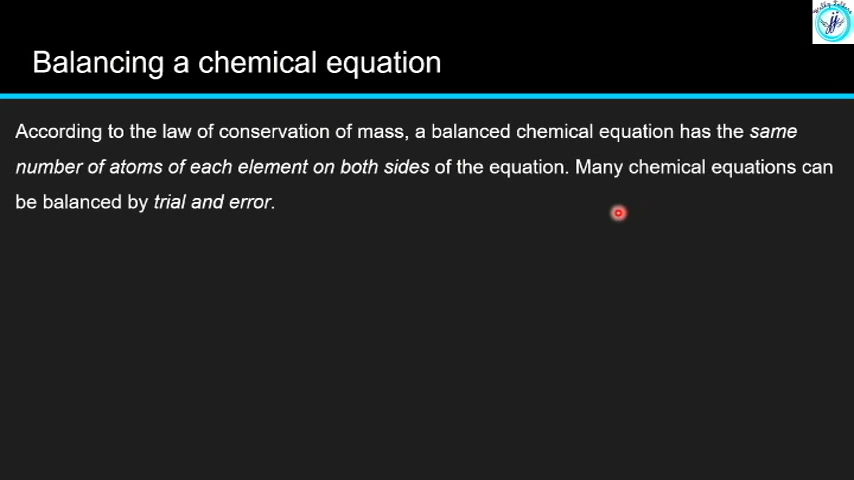 Balancing a chemical equation
According to the law of conservation of mass, a balanced chemical equation has the same
number of atoms of each element on both sides of the equation. Many chemical equations can
be balanced by trial and error.